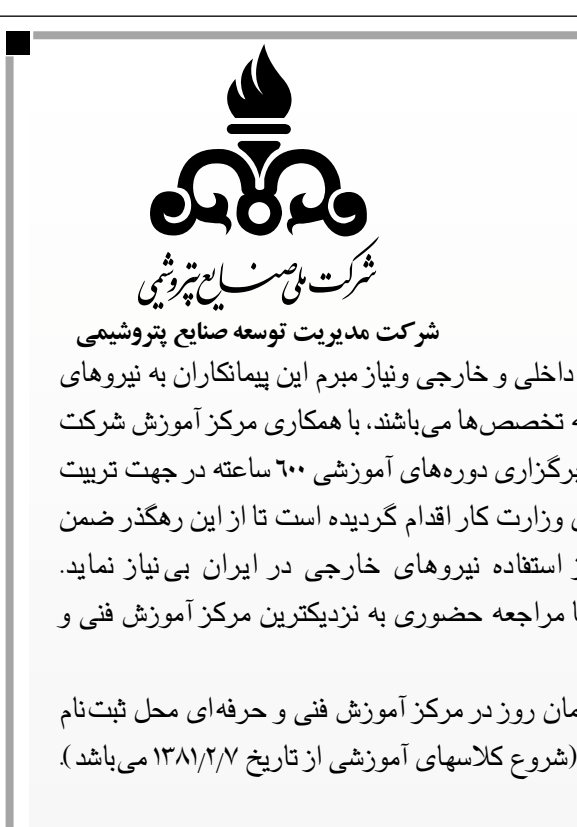 شرکت ملی صنایع پتروشیمی
شرکت مدیریت توسعه صنایع پتروشیمی
داخلی و خارجی ونیاز مبرم این پیمانکاران به نیروهای
تخصص‌ها می‌باشند، با همکاری مرکز آموزش شرکت
برگزاری دوره‌های آموزشی ۶۰۰ ساعته در جهت تربیت
وزارت کار اقدام گردیده است تا از این رهگذر ضمن
استفاده نیروهای خارجی در ایران بی‌نیاز نماید.
مراجعه حضوری به نزدیکترین مرکز آموزش فنی و
روز در مرکز آموزش فنی و حرفه‌ای محل ثبت‌نام
(شروع کلاسهای آموزشی از تاریخ ۱۳۸۱/۲/۷ می‌باشد).